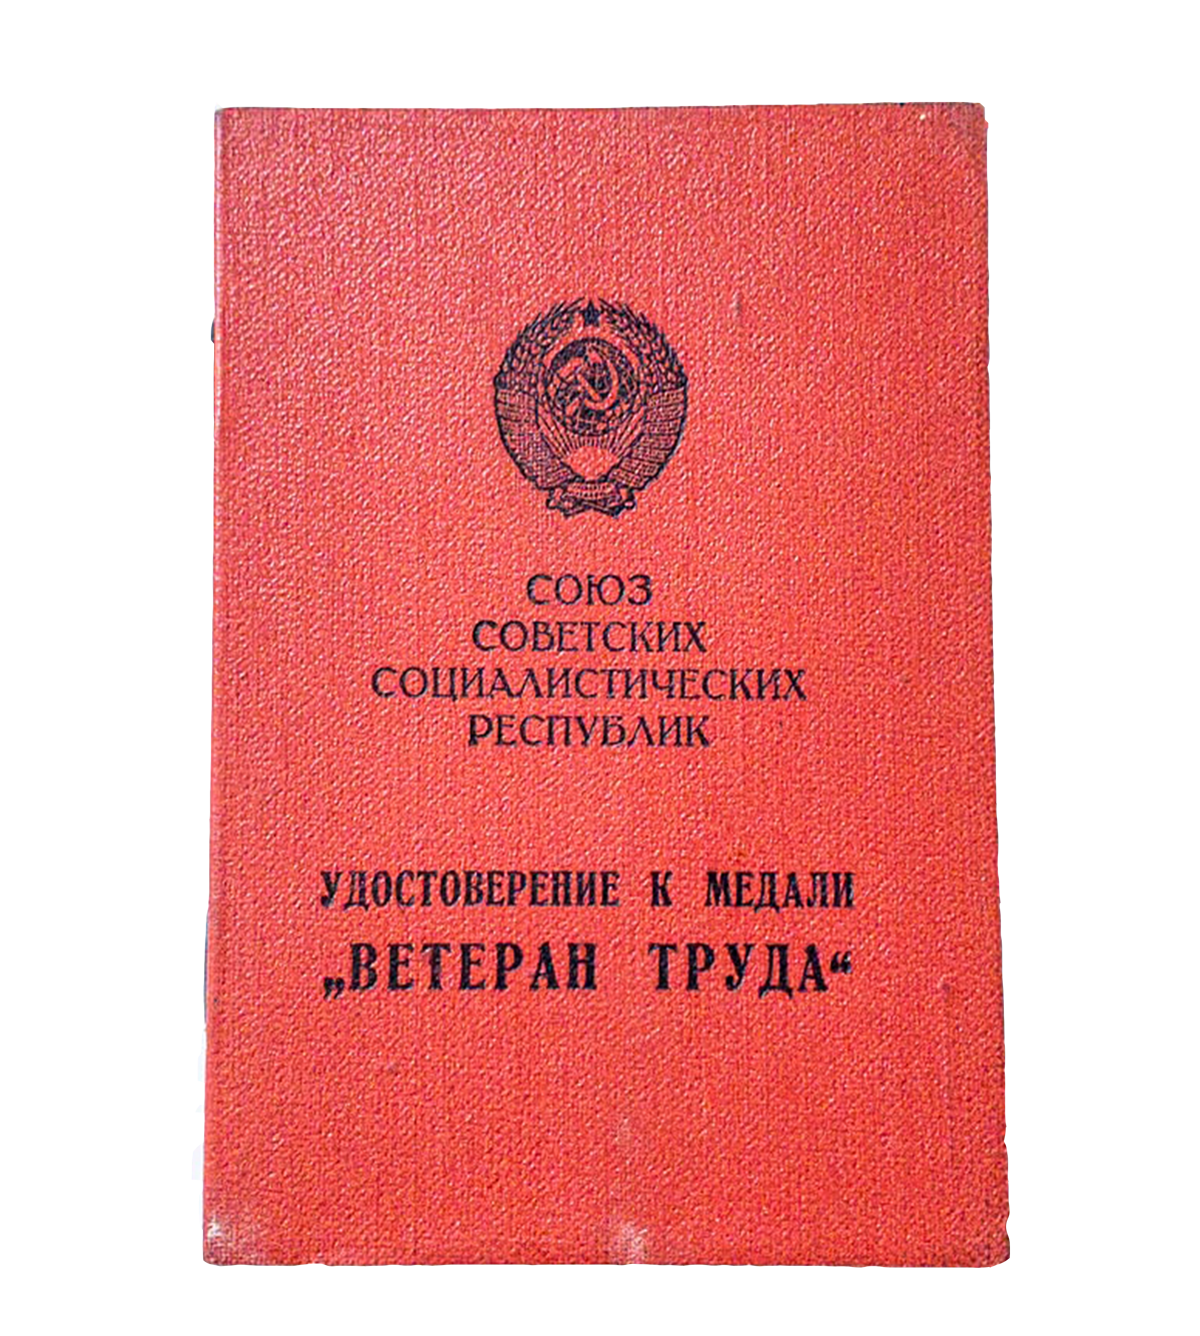 СОЮЗ
СОВЕТСКИХ
СОЦИАЛИСТИЧЕСКИХ
РЕСПУБЛИК
УДОСТОВЕРЕНИЕ К МЕДАЛИ
„ВЕТЕРАН ТРУДА“